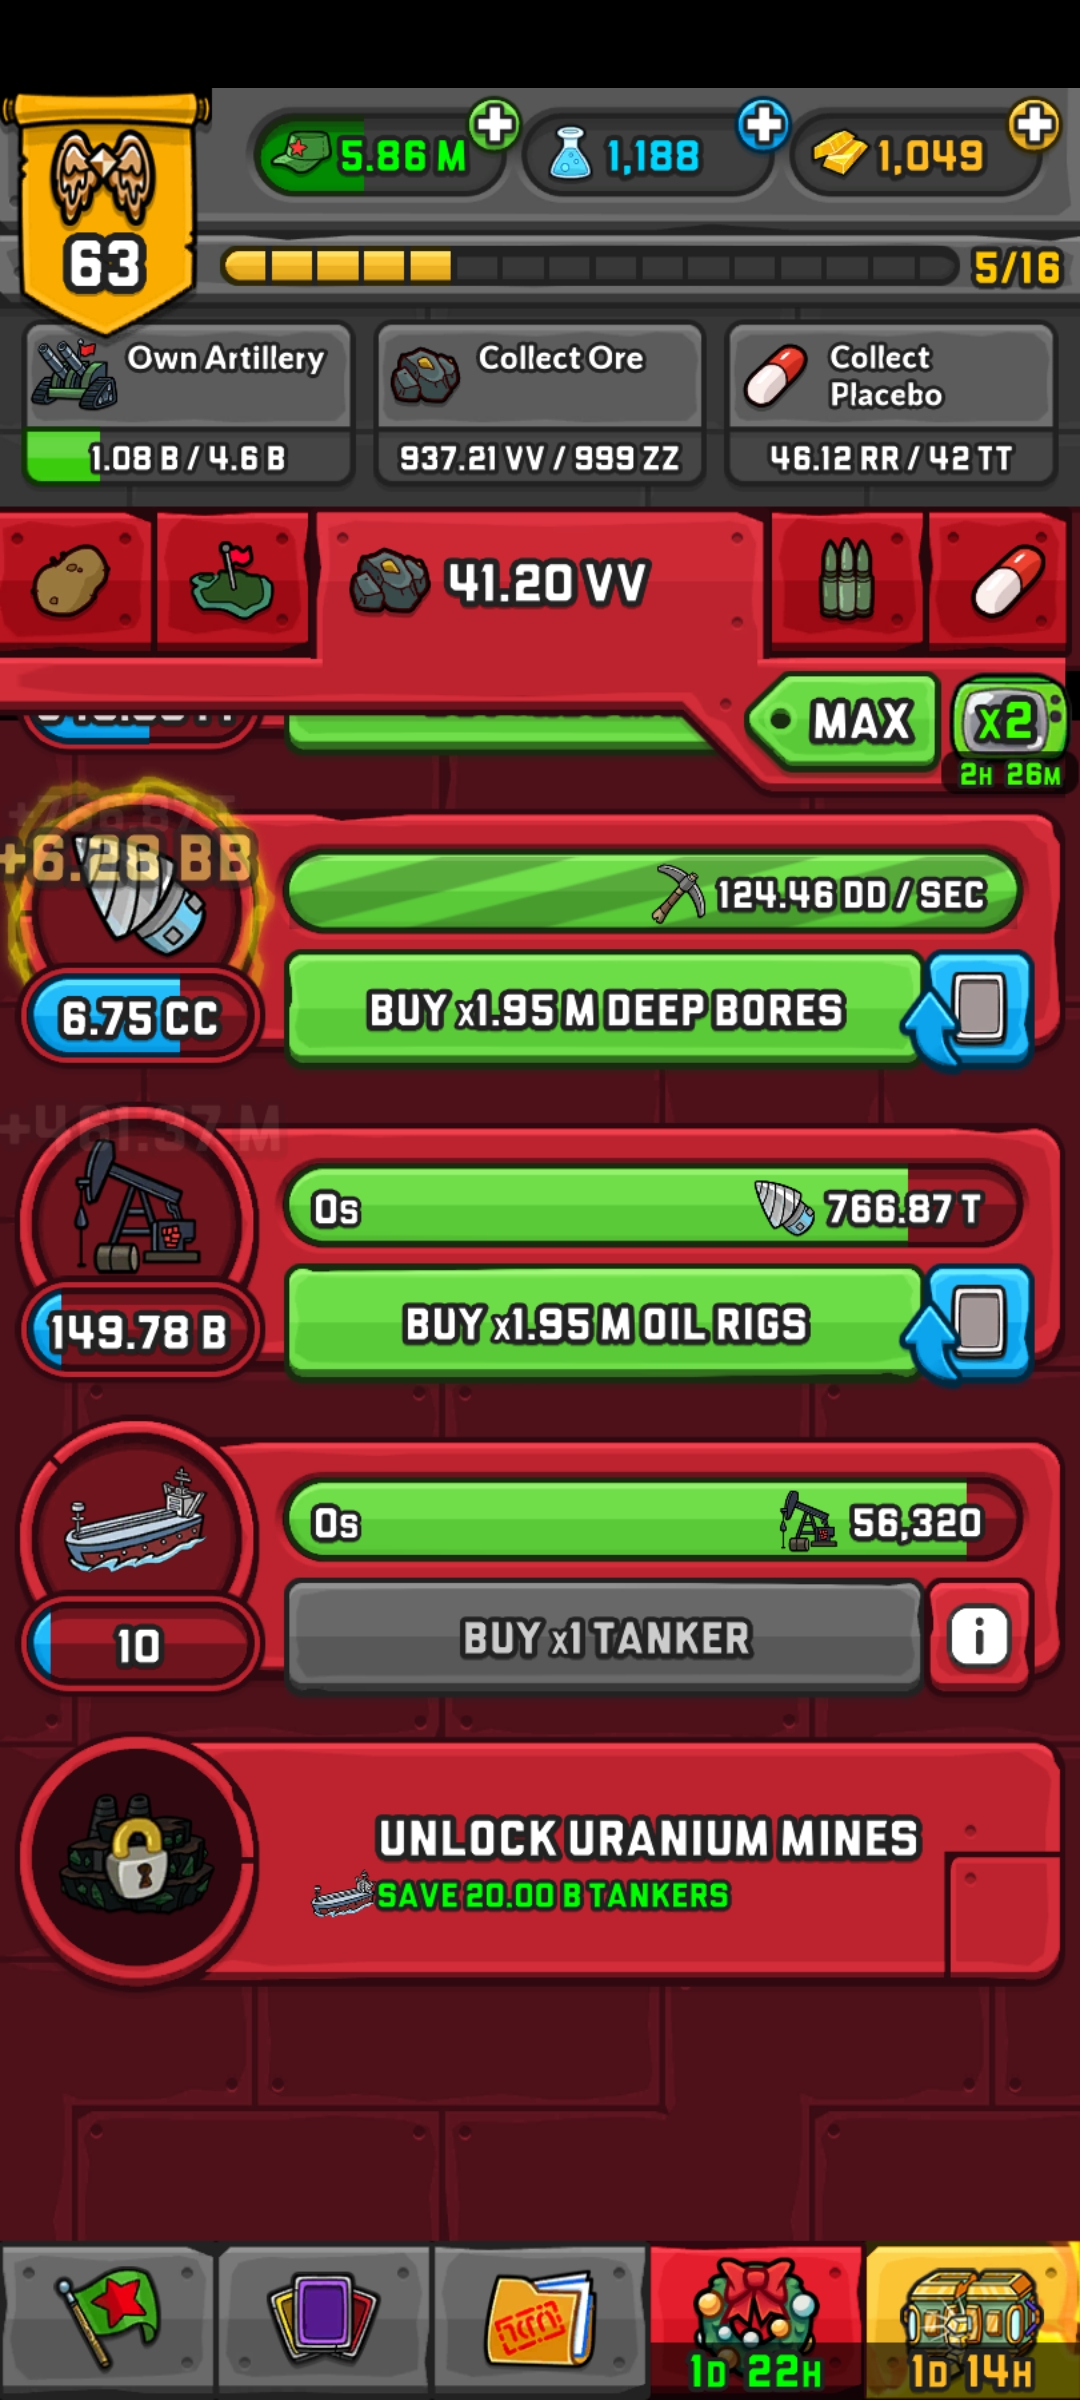 5.86 M
1,188
1,049
63
5/16
Own Artillery
1.08 B / 4.6 B
Collect Ore
937.21 VV / 999 ZZ
Collect
Placebo
46.12 RR / 42 TT
41.20 VV
MAX
x2
2H 26M
+6.28 BB
124.46 DD / SEC
6.75 CC
BUY x1.95 M DEEP BORES
+461.37 M
0s
766.87 T
149.78 B
BUY x1.95 M OIL RIGS
0s
56,320
10
BUY x1 TANKER
i
UNLOCK URANIUM MINES
SAVE 20.00 B TANKERS
1D 22H
1D 14H